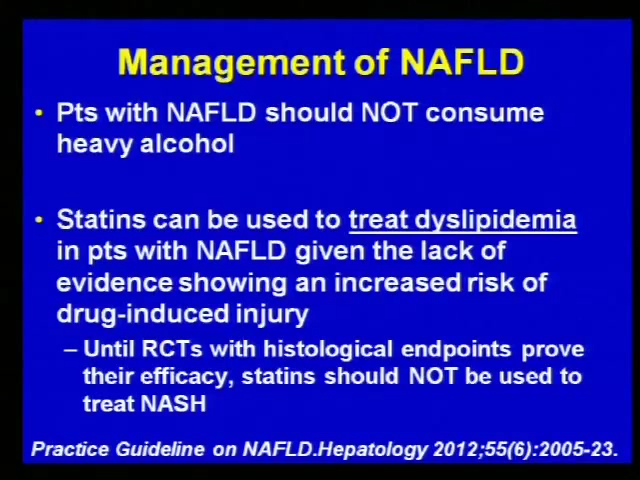 Management of NAFLD
• Pts with NAFLD should NOT consume
heavy alcohol
• Statins can be used to treat dyslipidemia
in pts with NAFLD given the lack of
evidence showing an increased risk of
drug-induced injury
– Until RCTs with histological endpoints prove
their efficacy, statins should NOT be used to
treat NASH
Practice Guideline on NAFLD.Hepatology 2012;55(6):2005-23.